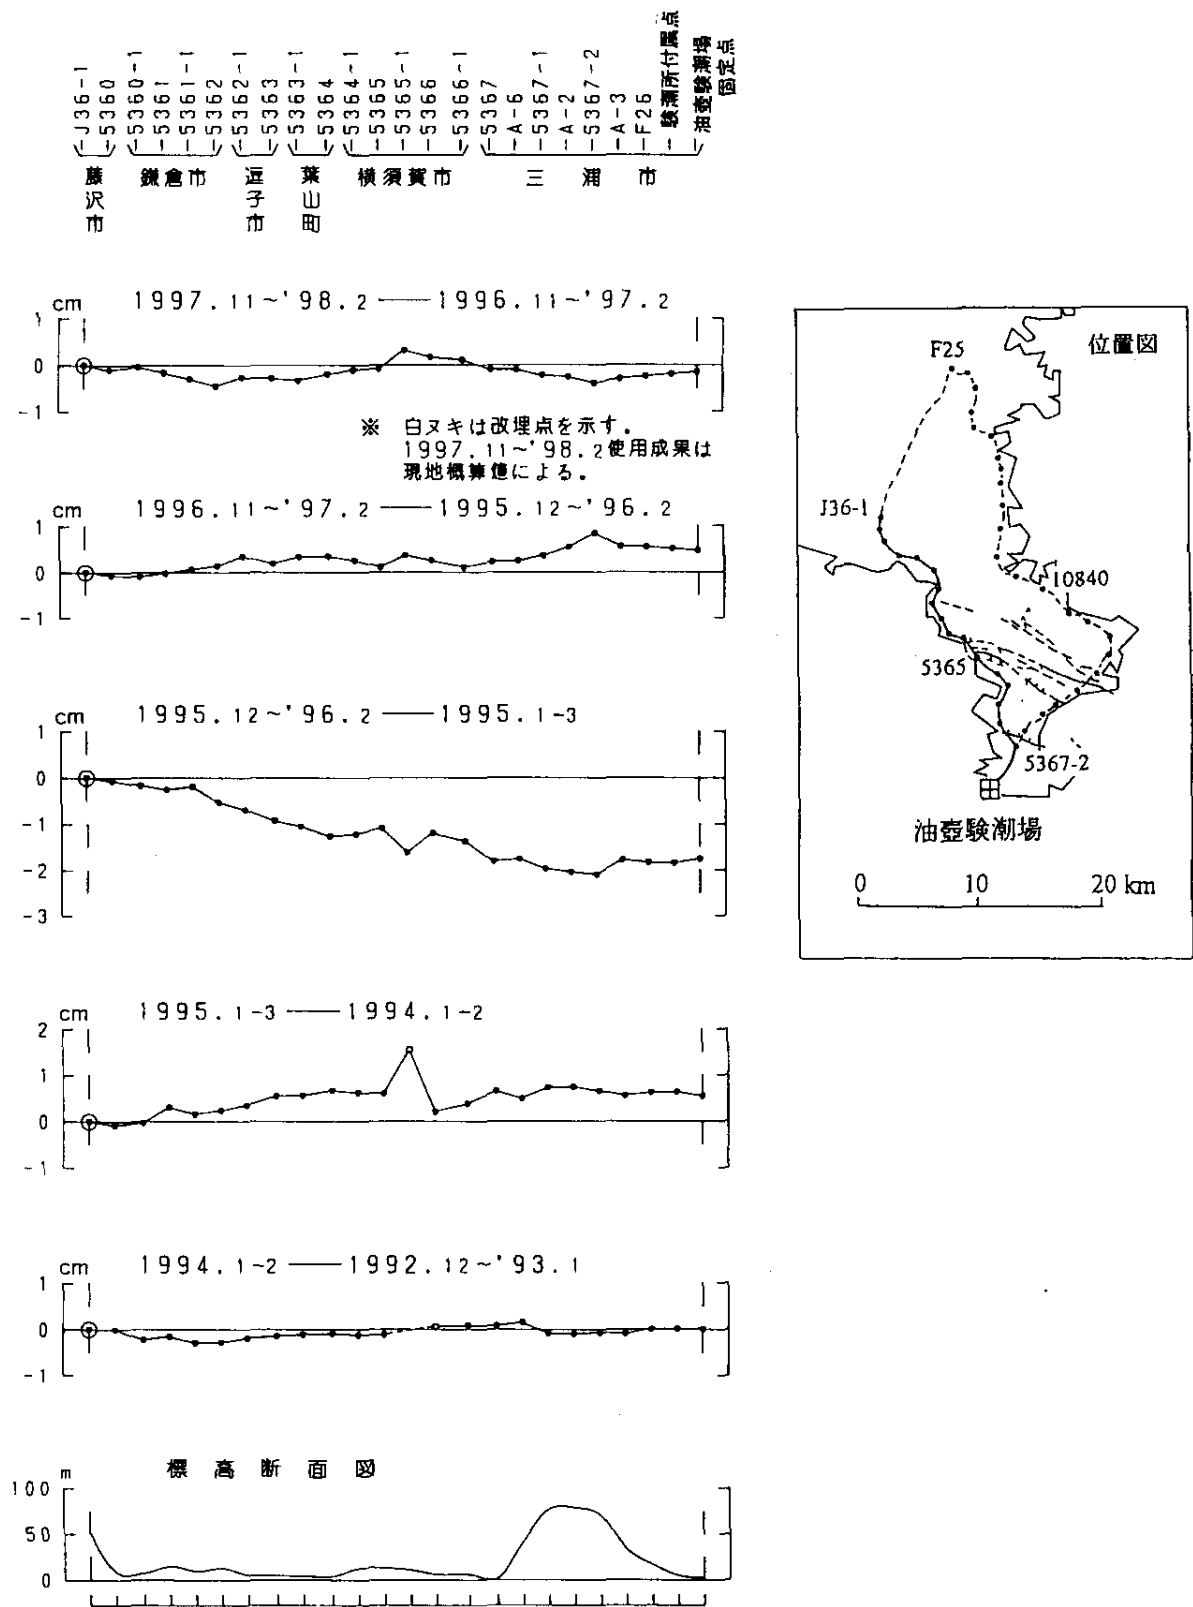 J36-1
5360
5360-1
5361
5361-1
5362
5362-1
5363
5363-1
5364
5364-1
5365
5365-1
5366
5366-1
5367
A-6
5367-1
A-2
5367-2
A-3
F26
験潮所付属点
油壺験潮場
固定点
藤沢市
鎌倉市
逗子市
葉山町
横須賀市
三浦市
cm 1997.11~'98.2 ── 1996.11~'97.2
1
0
-1
※ 白ヌキは改埋点を示す。
1997.11~'98.2使用成果は
現地概算値による。
cm 1996.11~'97.2 ── 1995.12~'96.2
1
0
-1
cm 1995.12~'96.2 ── 1995.1-3
1
0
-1
-2
-3
cm 1995.1-3 ── 1994.1-2
2
1
0
-1
cm 1994.1-2 ── 1992.12~'93.1
1
0
-1
m 標高断面図
100
50
0
位置図
F25
J36-1
10840
5365
5367-2
油壺験潮場
0 10 20 km